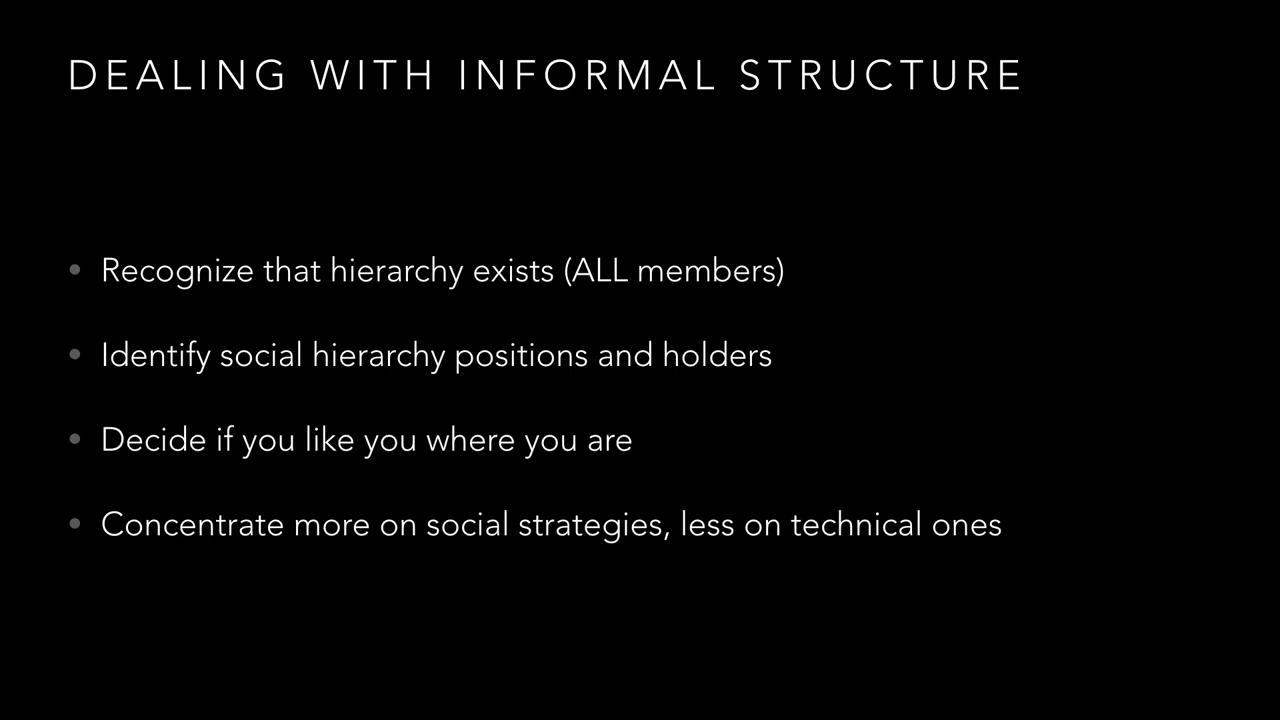 DEALING WITH INFORMAL STRUCTURE
• Recognize that hierarchy exists (ALL members)
• Identify social hierarchy positions and holders
• Decide if you like you where you are
• Concentrate more on social strategies, less on technical ones